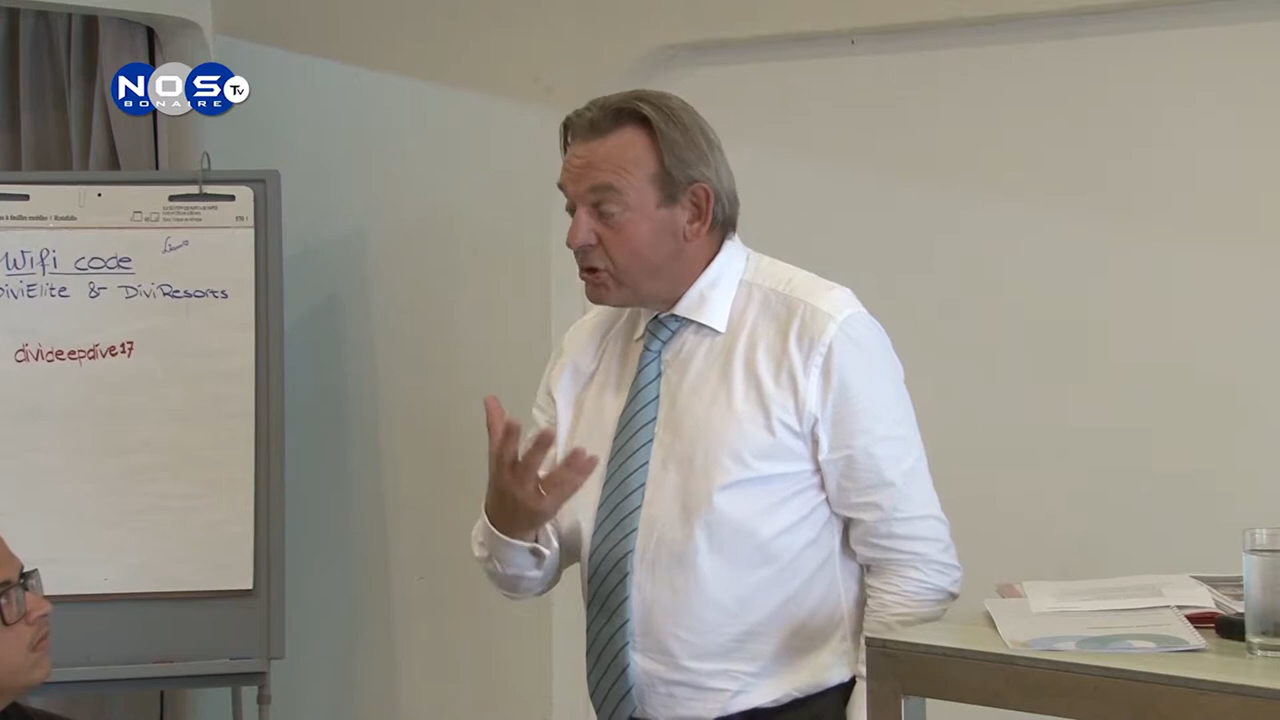 NOS Tv
BONAIRE
Wifi code
DiviElite & DiviResorts
divideepdive17